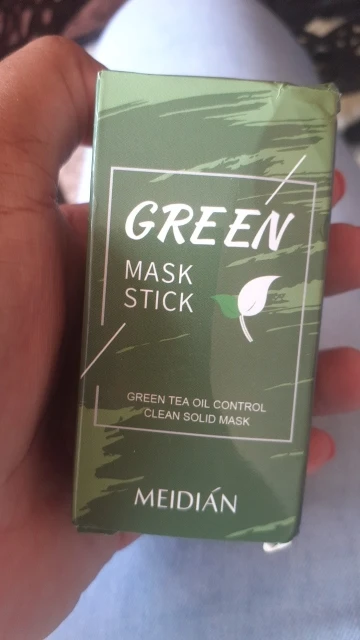 GREEN
MASK
STICK
GREEN TEA OIL CONTROL
CLEAN SOLID MASK
MEIDIÁN